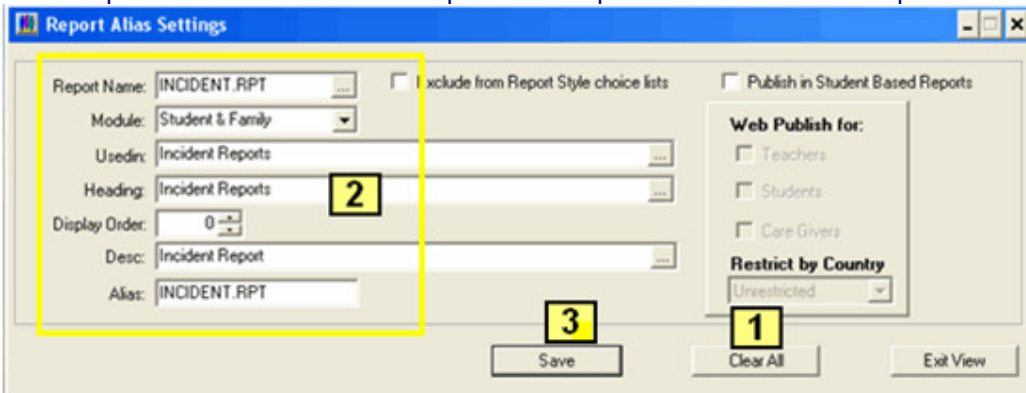 Report Alias Settings
Report Name: INCIDENT.RPT ... Exclude from Report Style choice lists Publish in Student Based Reports
Module: Student & Family Web Publish for:
Usedin: Incident Reports ... Teachers
Heading: Incident Reports ... 2 Students
Display Order: 0 Care Givers
Desc: Incident Report ... Restrict by Country
Alias: INCIDENT.RPT Unrestricted
3 1
Save Clear All Exit View